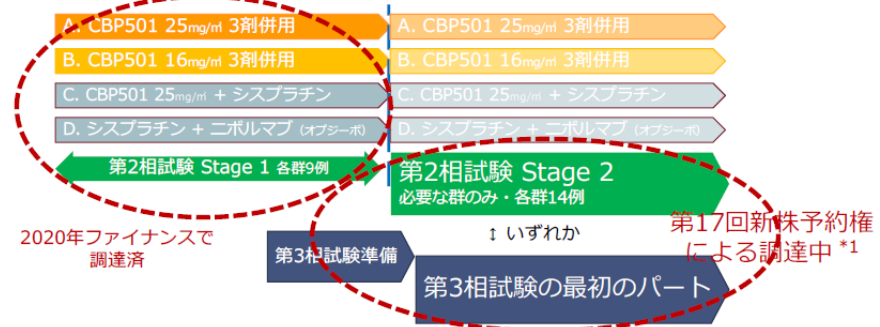 A. CBP501 25mg/㎡ 3剤併用
A. CBP501 25mg/㎡ 3剤併用
B. CBP501 16mg/㎡ 3剤併用
B. CBP501 16mg/㎡ 3剤併用
C. CBP501 25mg/㎡ + シスプラチン
C. CBP501 25mg/㎡ + シスプラチン
D. シスプラチン + ニボルマブ (オプジーボ)
D. シスプラチン + ニボルマブ (オプジーボ)
第2相試験 Stage 1 各群9例
第2相試験 Stage 2
必要な群のみ・各群14例
2020年ファイナンスで
調達済
↕ いずれか
第17回新株予約権
による調達中 *1
第3相試験準備
第3相試験の最初のパート